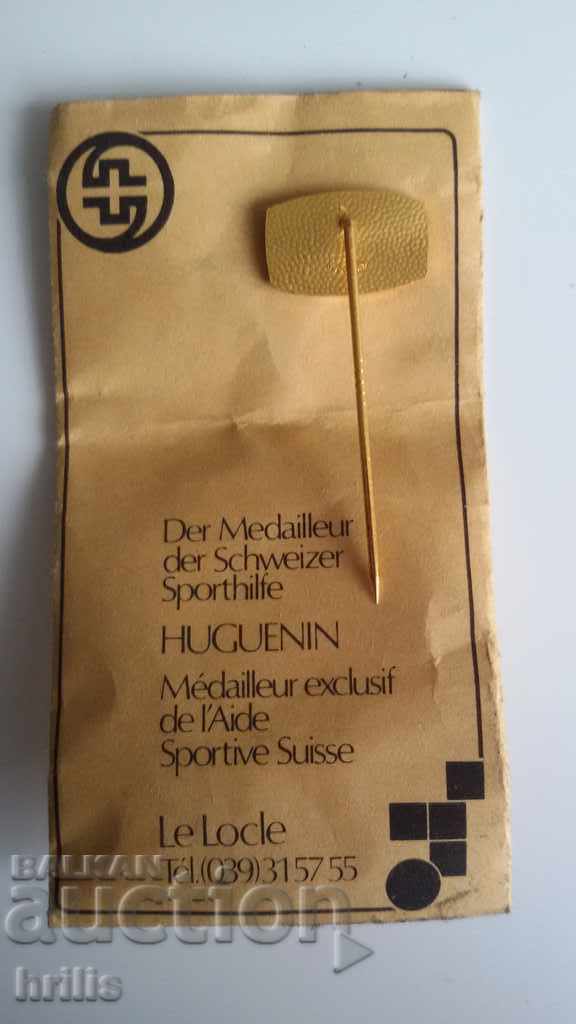 Der Medailleur
der Schweizer
Sporthilfe
HUGUENIN
Médailleur exclusif
de l'Aide
Sportive Suisse
Le Locle
Tél.(039)315755
BALKAN
auction
hrilis